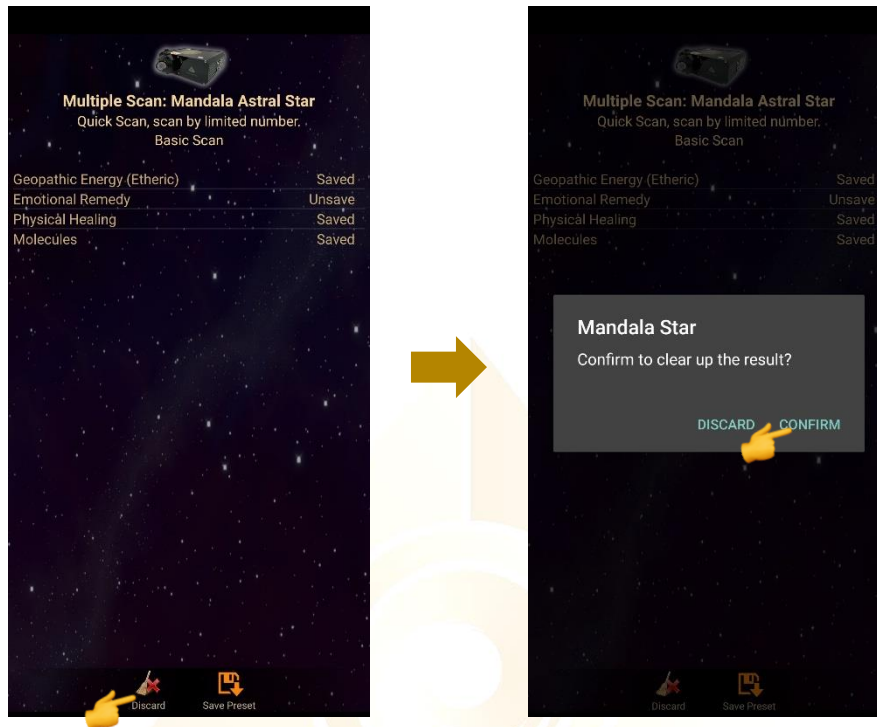 Multiple Scan: Mandala Astral Star
Quick Scan, scan by limited number.
Basic Scan
Geopathic Energy (Etheric) Saved
Emotional Remedy Unsave
Physical Healing Saved
Molecules Saved
Discard Save Preset
Multiple Scan: Mandala Astral Star
Quick Scan, scan by limited number.
Basic Scan
Geopathic Energy (Etheric) Saved
Emotional Remedy Unsave
Physical Healing Saved
Molecules Saved
Mandala Star
Confirm to clear up the result?
DISCARD CONFIRM
Discard Save Preset